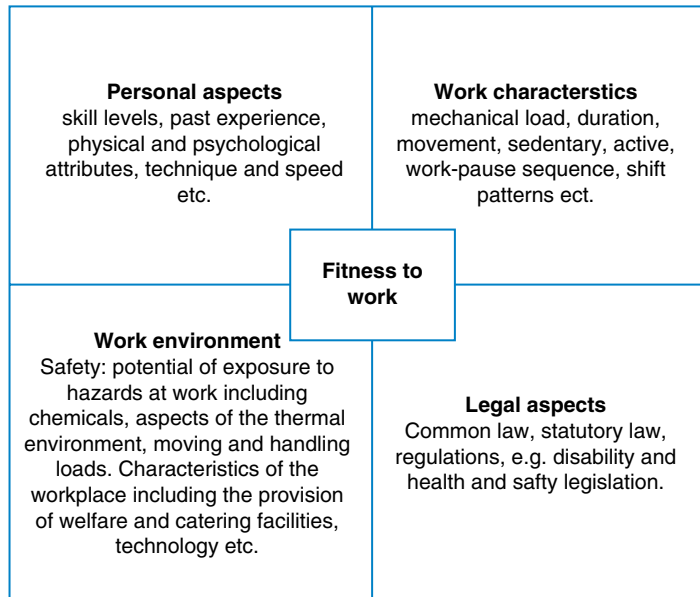 Personal aspects
skill levels, past experience,
physical and psychological
attributes, technique and speed
etc.
Work characterstics
mechanical load, duration,
movement, sedentary, active,
work-pause sequence, shift
patterns ect.
Fitness to
work
Work environment
Safety: potential of exposure to
hazards at work including
chemicals, aspects of the thermal
environment, moving and handling
loads. Characteristics of the
workplace including the provision
of welfare and catering facilities,
technology etc.
Legal aspects
Common law, statutory law,
regulations, e.g. disability and
health and safty legislation.